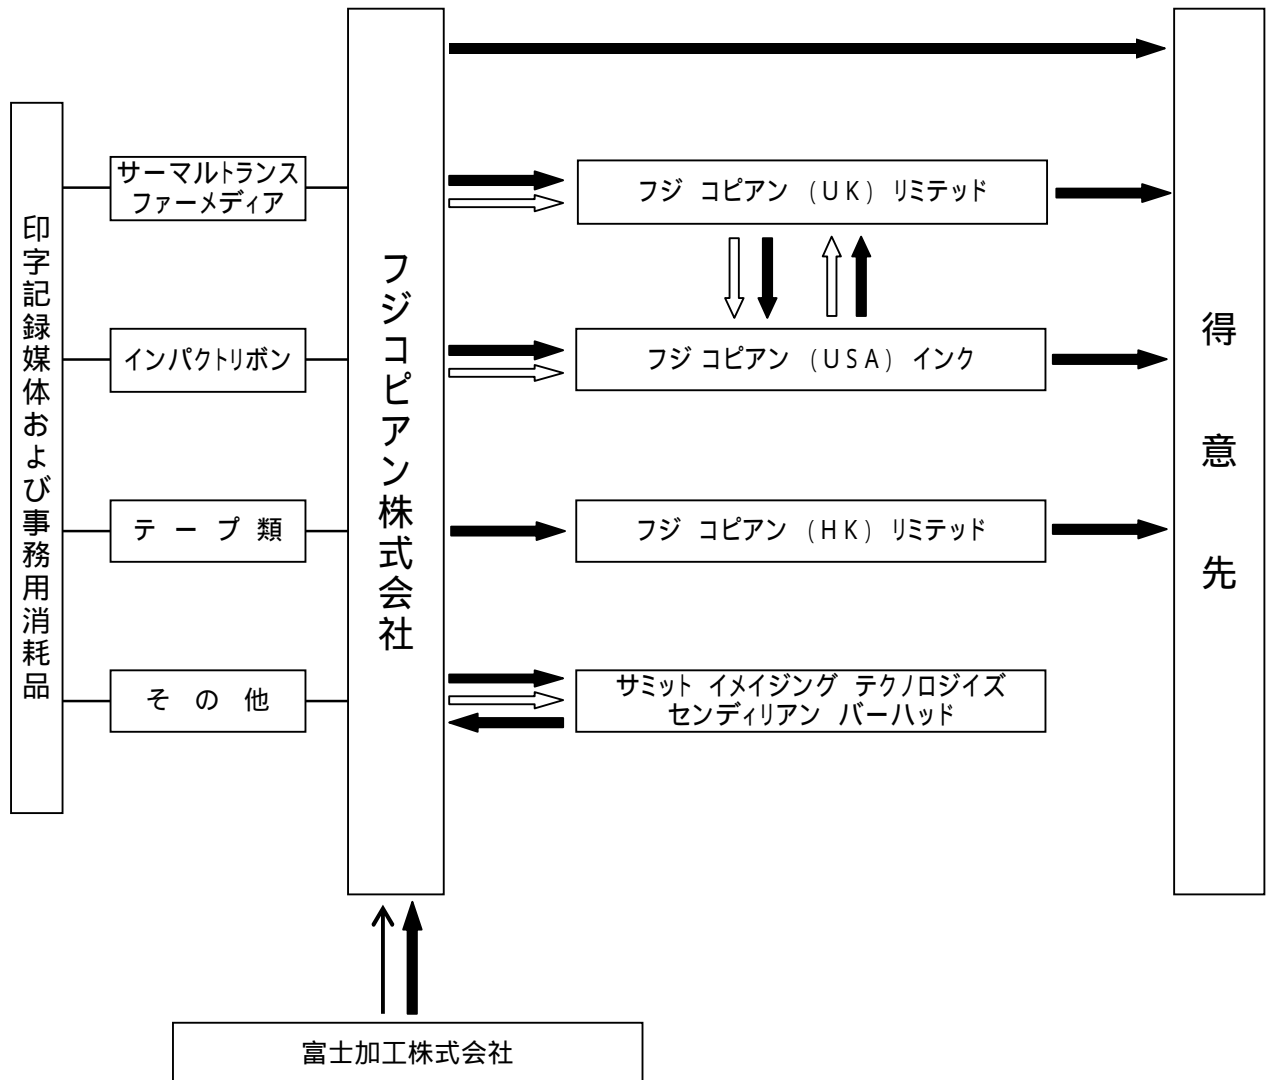 印字記録媒体および事務用消耗品
サーマルトランス
ファーメディア
インパクトリボン
テープ類
その他
フジコピアン株式会社
フジ コピアン (UK) リミテッド
フジ コピアン (USA) インク
フジ コピアン (HK) リミテッド
サミット イメイジング テクノロジイズ
センディリアン バーハッド
得意先
富士加工株式会社